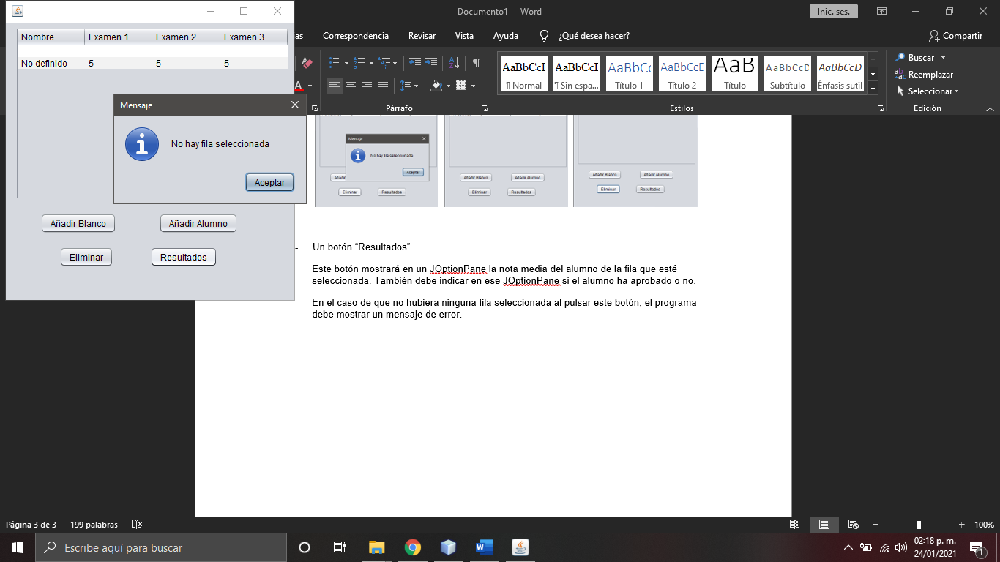 Documento1 - Word
Inic. ses.
as
Correspondencia
Revisar
Vista
Ayuda
¿Qué desea hacer?
Compartir
Nombre
Examen 1
Examen 2
Examen 3
No definido
5
5
5
Mensaje
No hay fila seleccionada
Aceptar
Añadir Blanco
Añadir Alumno
Eliminar
Resultados
AaBbCcI
¶ Normal
AaBbCcI
¶ Sin espa...
AaBbCc
Título 1
AaBbCcD
Título 2
AaB
Título
AaBbCcD
Subtítulo
AaBbCcD
Énfasis sutil
Buscar
Reemplazar
Seleccionar
Párrafo
Estilos
Edición
Mensaje
No hay fila seleccionada
Aceptar
Añadir
Eliminar
Resultados
Añadir Blanco
Añadir Alumno
Eliminar
Resultados
Añadir Blanco
Añadir Alumno
Eliminar
Resultados
- Un botón “Resultados”
Este botón mostrará en un JOptionPane la nota media del alumno de la fila que esté
seleccionada. También debe indicar en ese JOptionPane si el alumno ha aprobado o no.
En el caso de que no hubiera ninguna fila seleccionada al pulsar este botón, el programa
debe mostrar un mensaje de error.
Página 3 de 3
199 palabras
100%
Escribe aquí para buscar
02:18 p. m.
24/01/2021
1